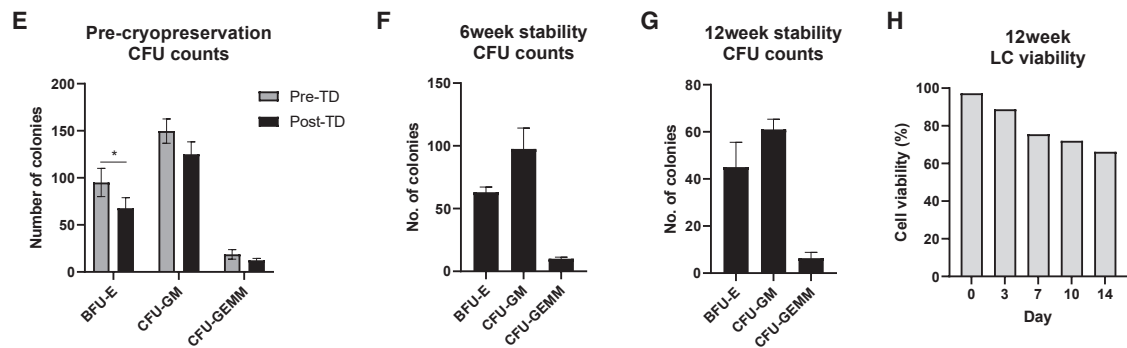 E
Pre-cryopreservation
CFU counts
Number of colonies
200
150
100
50
0
*
Pre-TD
Post-TD
BFU-E
CFU-GM
CFU-GEMM
F
6week stability
CFU counts
No. of colonies
150
100
50
0
BFU-E
CFU-GM
CFU-GEMM
G
12week stability
CFU counts
No. of colonies
80
60
40
20
0
BFU-E
CFU-GM
CFU-GEMM
H
12week
LC viability
Cell viability (%)
100
80
60
40
20
0
0 3 7 10 14
Day